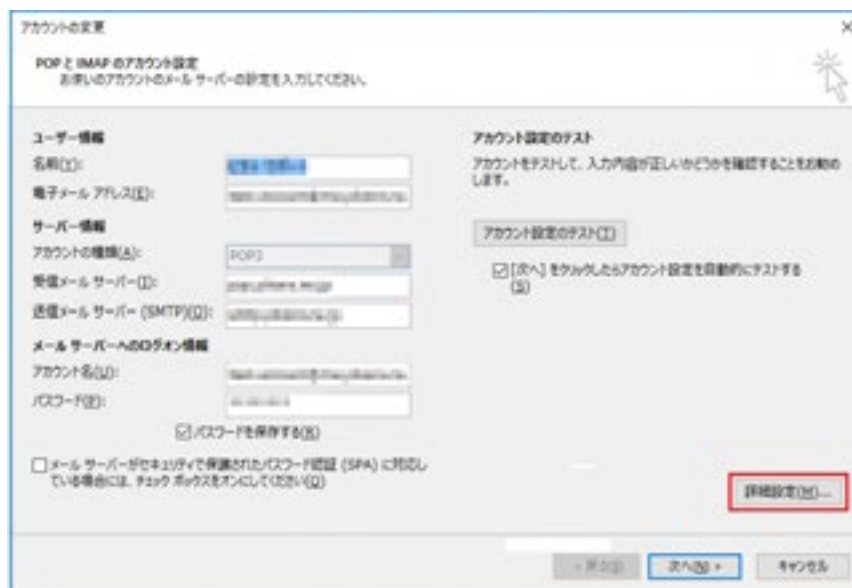 アカウントの変更
POP と IMAP のアカウント設定
お使いのアカウントのメール サーバーの設定を入力してください。
ユーザー情報
名前(Y):
電子メール アドレス(E):
サーバー情報
アカウントの種類(A):
POP3
受信メール サーバー(I):
送信メール サーバー (SMTP)(O):
メール サーバーへのログオン情報
アカウント名(U):
パスワード(P):
パスワードを保存する(R)
メール サーバーがセキュリティで保護されたパスワード認証 (SPA) に対応し
ている場合には、チェック ボックスをオンにしてください(Q)
アカウント設定のテスト
アカウントをテストして、入力内容が正しいかどうかを確認することをお勧め
します。
アカウント設定のテスト(T)
[次へ] をクリックしたらアカウント設定を自動的にテストする
(S)
詳細設定(M)...
< 戻る(B)
次へ(N) >
キャンセル